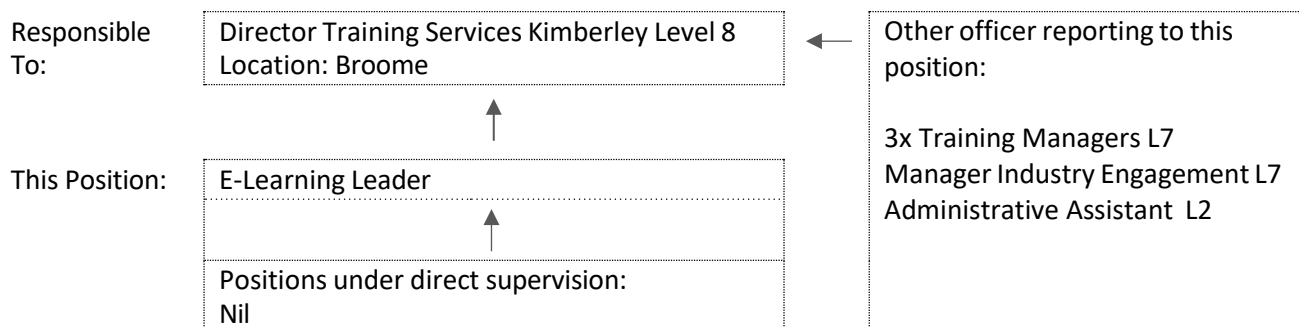 Responsible
To:
Director Training Services Kimberley Level 8
Location: Broome
Other officer reporting to this
position:
3x Training Managers L7
Manager Industry Engagement L7
Administrative Assistant L2
This Position:
E-Learning Leader
Positions under direct supervision:
Nil